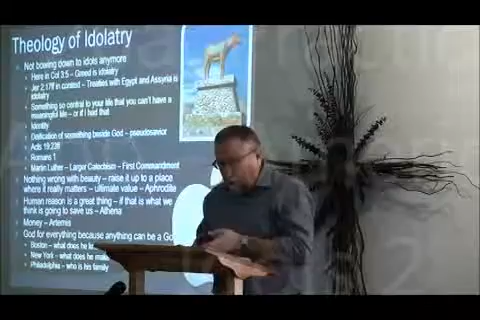 Theology of Idolatry
Not bowing down to idols anymore
Here in Col 3:5 – Greed is idolatry
Jer 2:17ff in context – Treaties with Egypt and Assyria is
idolatry
Something so central to your life that you can't have a
meaningful life – or if I had that
Identity
Deification of something beside God – pseudosavior
Acts 19:23ff
Romans 1
Martin Luther – Larger Catechism – First Commandment
Nothing wrong with beauty – raise it up to a place
where it really matters – ultimate value – Aphrodite
Human reason is a great thing – if that is what we
think is going to save us – Athena
Money – Artemis
God for everything because anything can be a Go
Boston – what does he
New York – what does he make
Philadelphia – who is his family